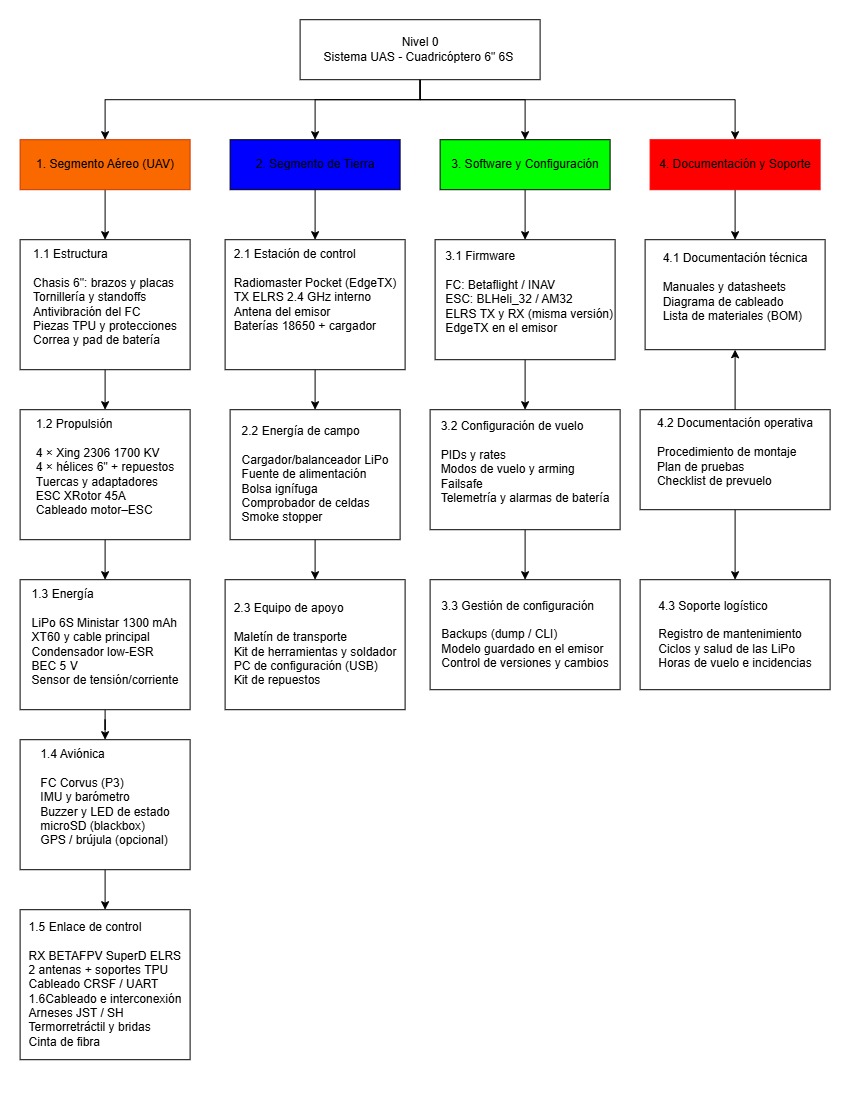 Nivel 0
Sistema UAS - Cuadricóptero 6" 6S
1. Segmento Aéreo (UAV)
2. Segmento de Tierra
3. Software y Configuración
4. Documentación y Soporte
1.1 Estructura
Chasis 6": brazos y placas
Tornillería y standoffs
Antivibración del FC
Piezas TPU y protecciones
Correa y pad de batería
2.1 Estación de control
Radiomaster Pocket (EdgeTX)
TX ELRS 2.4 GHz interno
Antena del emisor
Baterías 18650 + cargador
3.1 Firmware
FC: Betaflight / INAV
ESC: BLHeli_32 / AM32
ELRS TX y RX (misma versión)
EdgeTX en el emisor
4.1 Documentación técnica
Manuales y datasheets
Diagrama de cableado
Lista de materiales (BOM)
1.2 Propulsión
4 × Xing 2306 1700 KV
4 × hélices 6" + repuestos
Tuercas y adaptadores
ESC XRotor 45A
Cableado motor–ESC
2.2 Energía de campo
Cargador/balanceador LiPo
Fuente de alimentación
Bolsa ignífuga
Comprobador de celdas
Smoke stopper
3.2 Configuración de vuelo
PIDs y rates
Modos de vuelo y arming
Failsafe
Telemetría y alarmas de batería
4.2 Documentación operativa
Procedimiento de montaje
Plan de pruebas
Checklist de prevuelo
1.3 Energía
LiPo 6S Ministar 1300 mAh
XT60 y cable principal
Condensador low-ESR
BEC 5 V
Sensor de tensión/corriente
2.3 Equipo de apoyo
Maletín de transporte
Kit de herramientas y soldador
PC de configuración (USB)
Kit de repuestos
3.3 Gestión de configuración
Backups (dump / CLI)
Modelo guardado en el emisor
Control de versiones y cambios
4.3 Soporte logístico
Registro de mantenimiento
Ciclos y salud de las LiPo
Horas de vuelo e incidencias
1.4 Aviónica
FC Corvus (P3)
IMU y barómetro
Buzzer y LED de estado
microSD (blackbox)
GPS / brújula (opcional)
1.5 Enlace de control
RX BETAFPV SuperD ELRS
2 antenas + soportes TPU
Cableado CRSF / UART
1.6Cableado e interconexión
Arneses JST / SH
Termorretráctil y bridas
Cinta de fibra